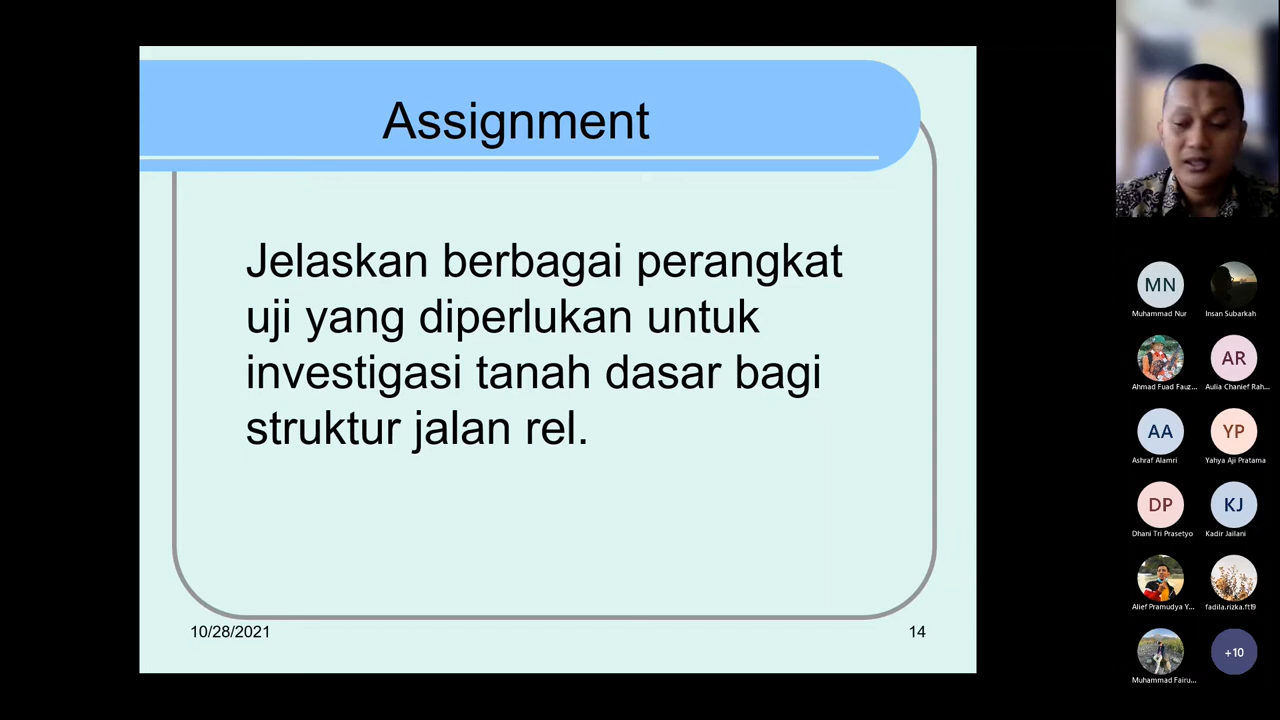 Assignment
Jelaskan berbagai perangkat
uji yang diperlukan untuk
investigasi tanah dasar bagi
struktur jalan rel.
10/28/2021
14
MN
Muhammad Nur
Insan Subarkah
Ahmad Fuad Fauz...
AR
Aulia Chanief Rah...
AA
Ashraf Alamri
YP
Yahya Aji Pratama
DP
Dhani Tri Prasetyo
KJ
Kadir Jailani
Alief Pramudya Y...
fadila.rizka.ft19
Muhammad Fairu...
+10